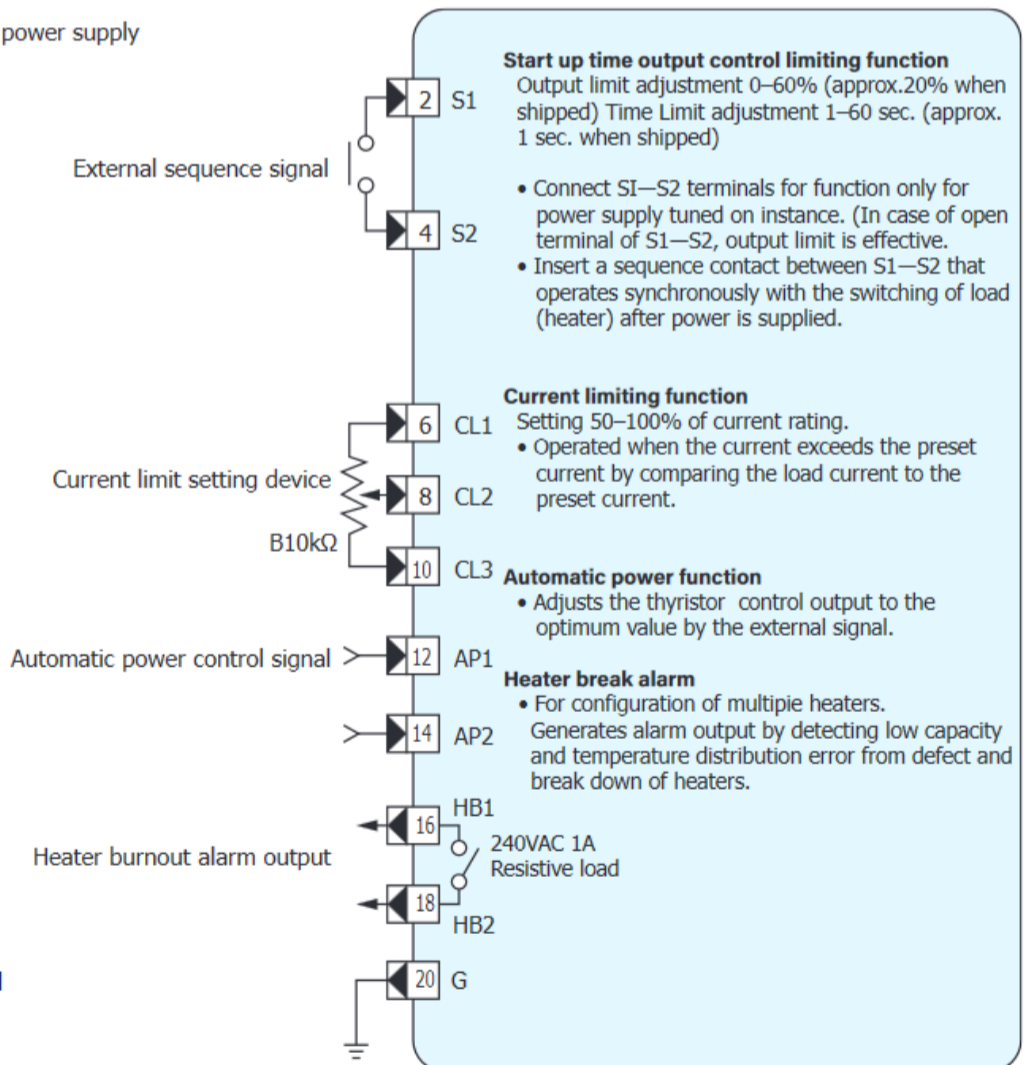 power supply
Start up time output control limiting function
Output limit adjustment 0–60% (approx.20% when
shipped) Time Limit adjustment 1–60 sec. (approx.
1 sec. when shipped)
2 S1
External sequence signal
4 S2
• Connect SI—S2 terminals for function only for
power supply tuned on instance. (In case of open
terminal of S1—S2, output limit is effective.
• Insert a sequence contact between S1—S2 that
operates synchronously with the switching of load
(heater) after power is supplied.
Current limiting function
Setting 50–100% of current rating.
• Operated when the current exceeds the preset
current by comparing the load current to the
preset current.
6 CL1
Current limit setting device
8 CL2
B10kΩ
10 CL3
Automatic power function
• Adjusts the thyristor control output to the
optimum value by the external signal.
Automatic power control signal
12 AP1
14 AP2
Heater break alarm
• For configuration of multipie heaters.
Generates alarm output by detecting low capacity
and temperature distribution error from defect and
break down of heaters.
HB1
16
Heater burnout alarm output
240VAC 1A
Resistive load
18
HB2
20 G